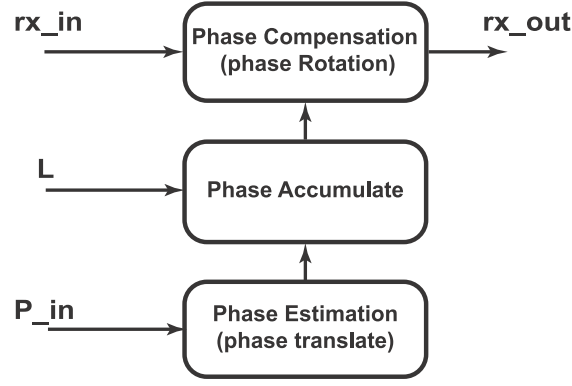 rx_in
rx_out
Phase Compensation
(phase Rotation)
L
Phase Accumulate
P_in
Phase Estimation
(phase translate)